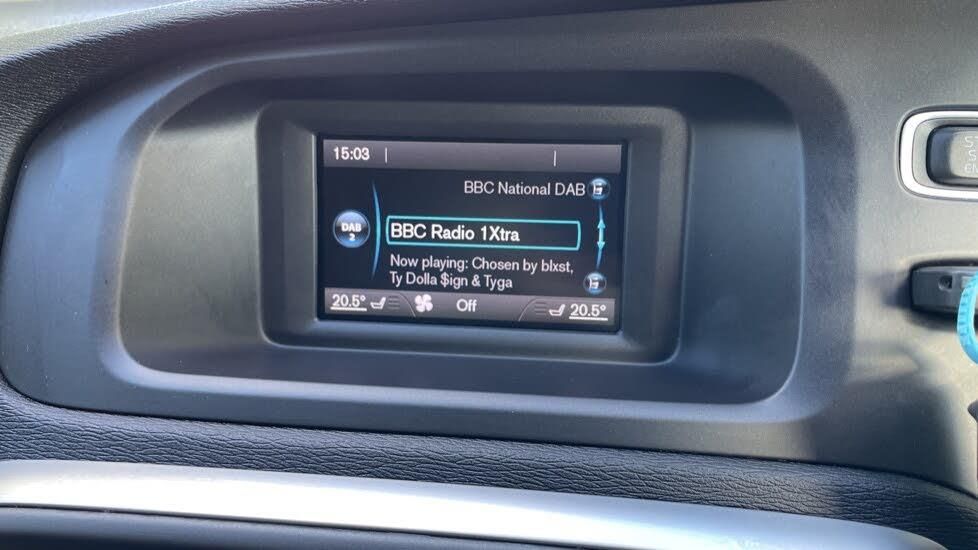 15:03
BBC National DAB
DAB
2
BBC Radio 1Xtra
Now playing: Chosen by blxst,
Ty Dolla $ign & Tyga
20.5° Off 20.5°